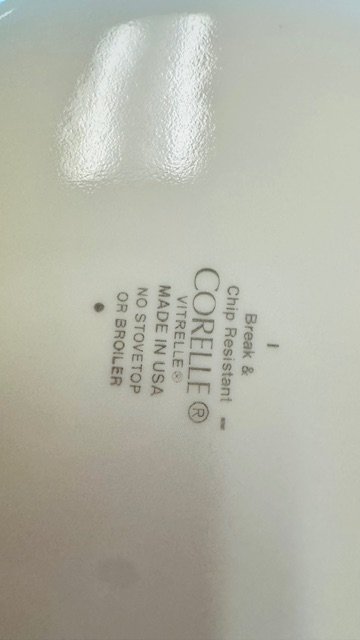 Break &
Chip Resistant
CORELLE®
VITRELLE®
MADE IN USA
NO STOVETOP
OR BROILER